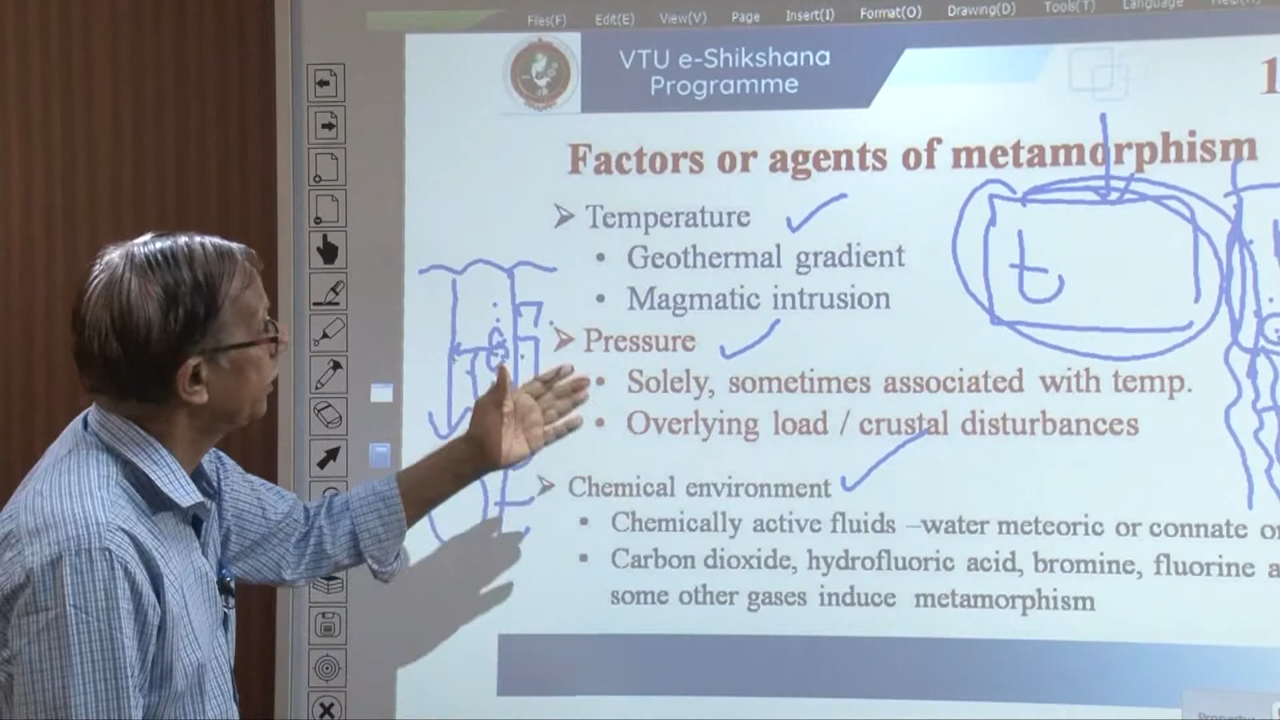 Files(F) Edit(E) View(V) Page Insert(I) Format(O) Drawing(D) Tools(T) Language
VTU e-Shikshana
Programme
1
Factors or agents of metamorphism
➢ Temperature
• Geothermal gradient
• Magmatic intrusion
t
➢ Pressure
• Solely, sometimes associated with temp.
• Overlying load / crustal disturbances
➢ Chemical environment
• Chemically active fluids –water meteoric or connate or
• Carbon dioxide, hydrofluoric acid, bromine, fluorine a
some other gases induce metamorphism